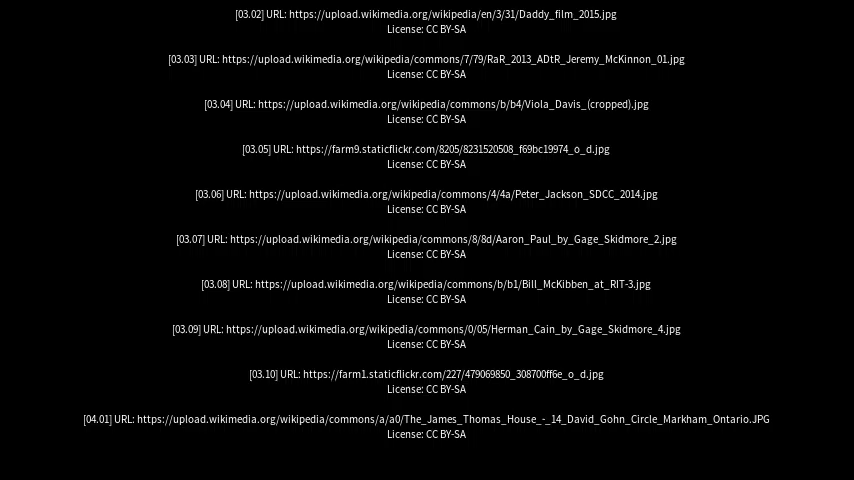 [03.02] URL: https://upload.wikimedia.org/wikipedia/en/3/31/Daddy_film_2015.jpg
License: CC BY-SA
[03.03] URL: https://upload.wikimedia.org/wikipedia/commons/7/79/RaR_2013_ADtR_Jeremy_McKinnon_01.jpg
License: CC BY-SA
[03.04] URL: https://upload.wikimedia.org/wikipedia/commons/b/b4/Viola_Davis_(cropped).jpg
License: CC BY-SA
[03.05] URL: https://farm9.staticflickr.com/8205/8231520508_f69bc19974_o_d.jpg
License: CC BY-SA
[03.06] URL: https://upload.wikimedia.org/wikipedia/commons/4/4a/Peter_Jackson_SDCC_2014.jpg
License: CC BY-SA
[03.07] URL: https://upload.wikimedia.org/wikipedia/commons/8/8d/Aaron_Paul_by_Gage_Skidmore_2.jpg
License: CC BY-SA
[03.08] URL: https://upload.wikimedia.org/wikipedia/commons/b/b1/Bill_McKibben_at_RIT-3.jpg
License: CC BY-SA
[03.09] URL: https://upload.wikimedia.org/wikipedia/commons/0/05/Herman_Cain_by_Gage_Skidmore_4.jpg
License: CC BY-SA
[03.10] URL: https://farm1.staticflickr.com/227/479069850_308700ff6e_o_d.jpg
License: CC BY-SA
[04.01] URL: https://upload.wikimedia.org/wikipedia/commons/a/a0/The_James_Thomas_House_-_14_David_Gohn_Circle_Markham_Ontario.JPG
License: CC BY-SA